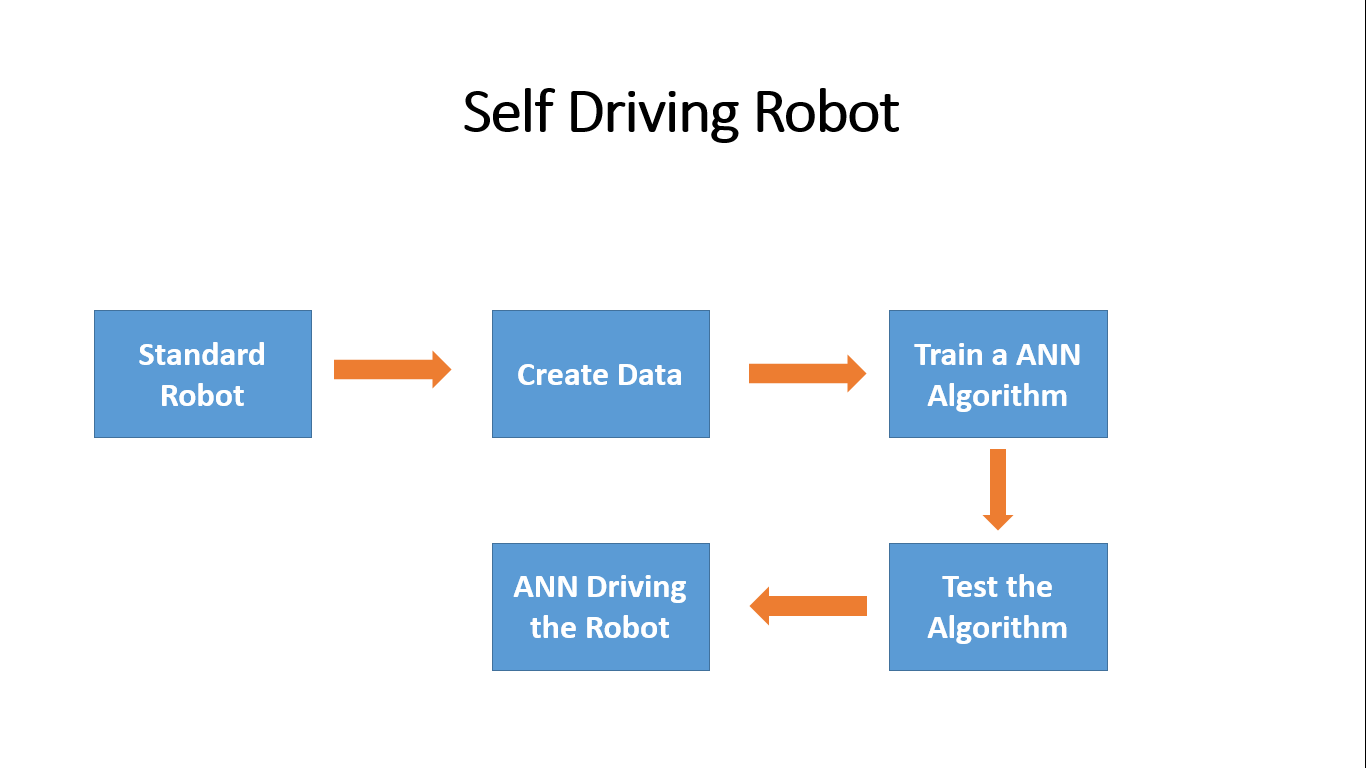 Self Driving Robot
Standard
Robot
Create Data
Train a ANN
Algorithm
Test the
Algorithm
ANN Driving
the Robot